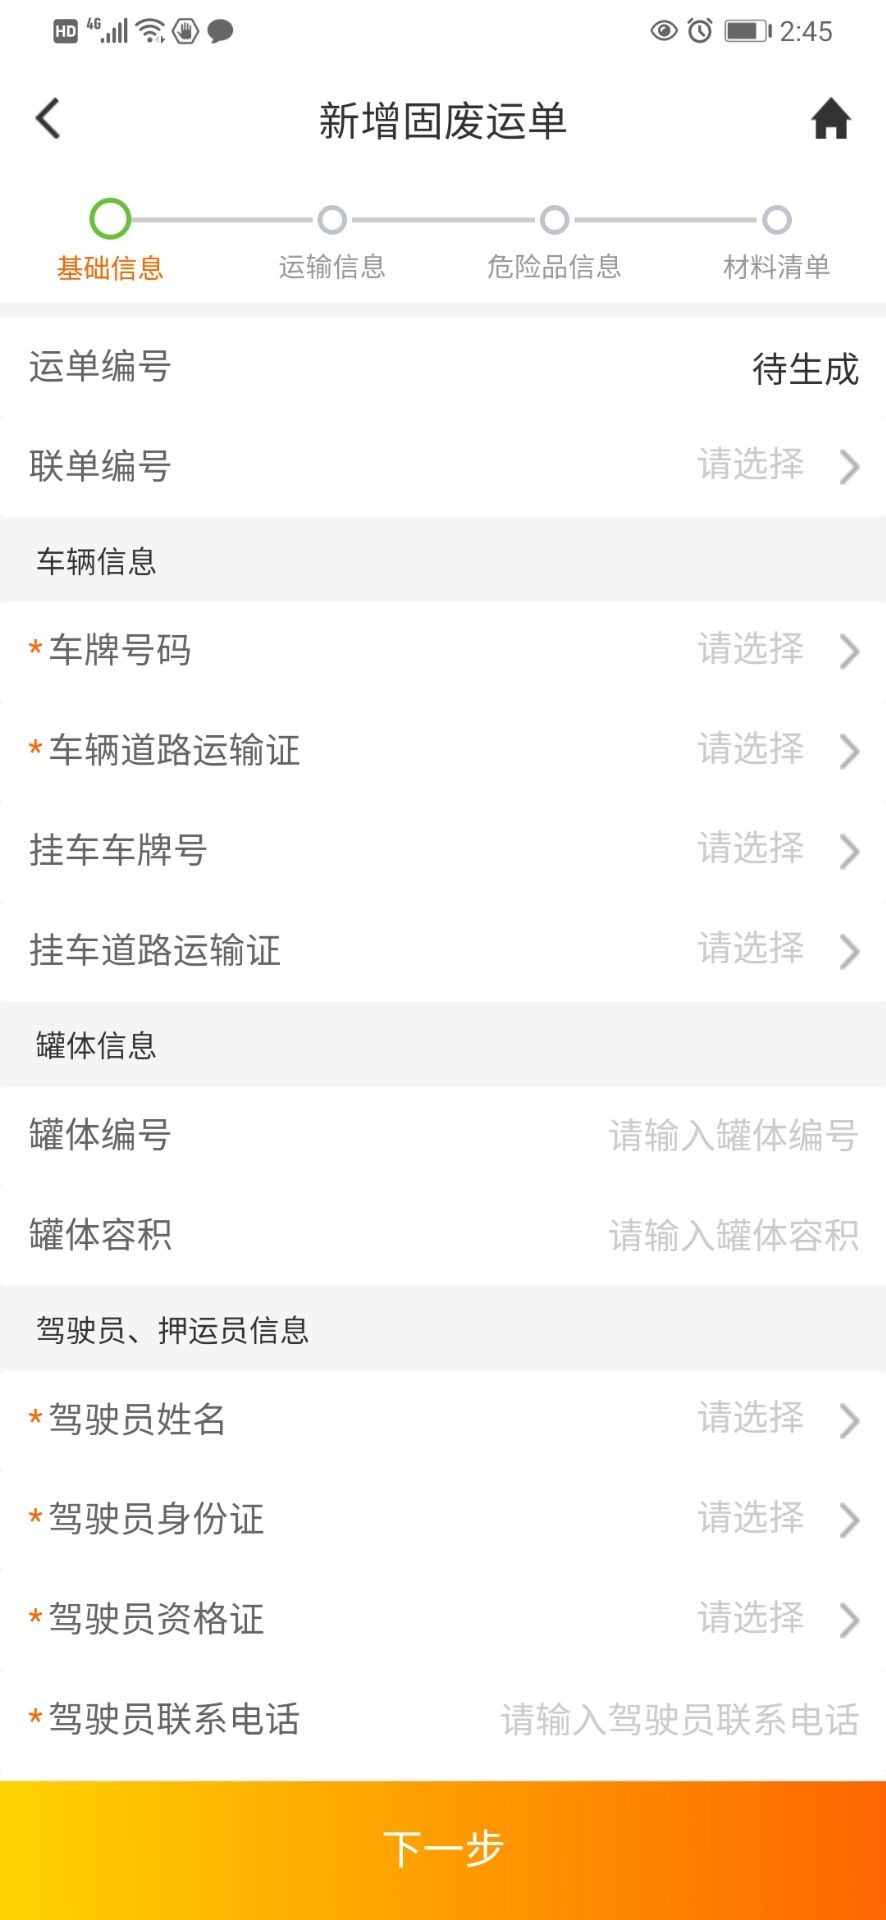 HD 4G 2:45
新增固废运单
基础信息 运输信息 危险品信息 材料清单
运单编号 待生成
联单编号 请选择
车辆信息
*车牌号码 请选择
*车辆道路运输证 请选择
挂车车牌号 请选择
挂车道路运输证 请选择
罐体信息
罐体编号 请输入罐体编号
罐体容积 请输入罐体容积
驾驶员、押运员信息
*驾驶员姓名 请选择
*驾驶员身份证 请选择
*驾驶员资格证 请选择
*驾驶员联系电话 请输入驾驶员联系电话
下一步